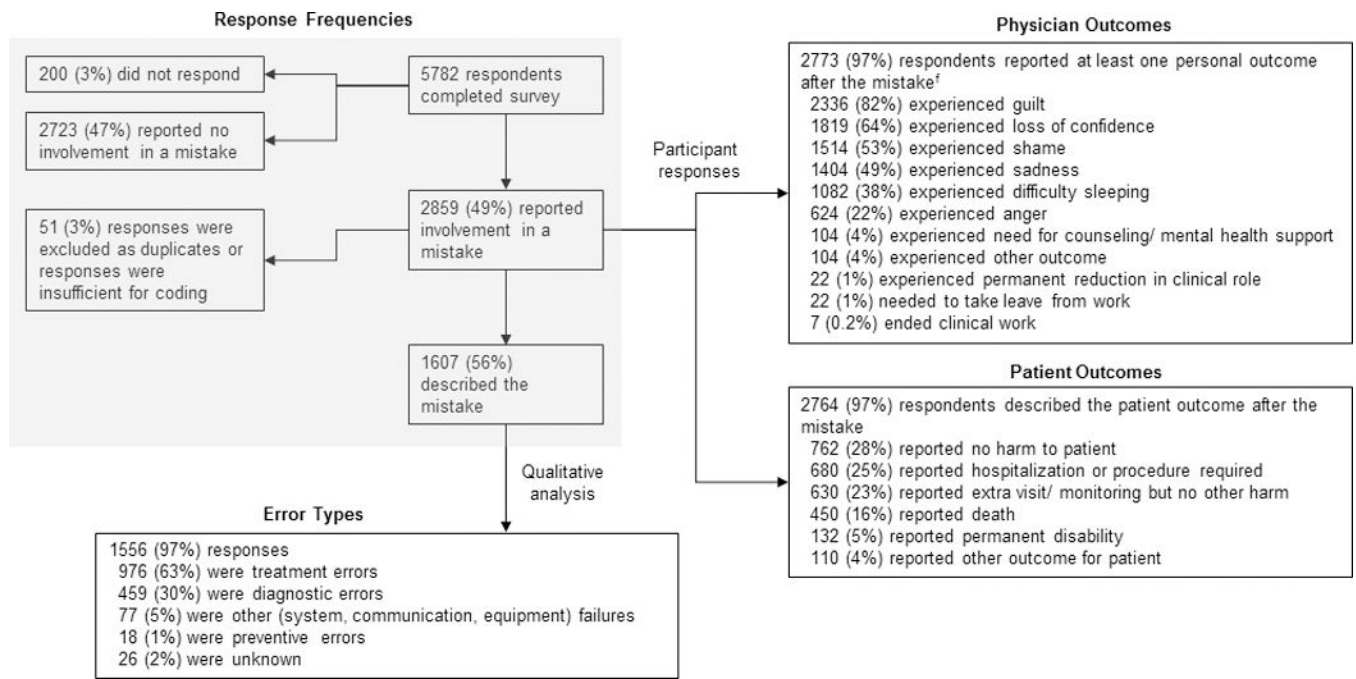 Response Frequencies
200 (3%) did not respond
5782 respondents
completed survey
2723 (47%) reported no
involvement in a mistake
51 (3%) responses were
excluded as duplicates or
responses were
insufficient for coding
2859 (49%) reported
involvement in a
mistake
1607 (56%)
described the
mistake
Participant
responses
Qualitative
analysis
Physician Outcomes
2773 (97%) respondents reported at least one personal outcome
after the mistakeᶠ
2336 (82%) experienced guilt
1819 (64%) experienced loss of confidence
1514 (53%) experienced shame
1404 (49%) experienced sadness
1082 (38%) experienced difficulty sleeping
624 (22%) experienced anger
104 (4%) experienced need for counseling/ mental health support
104 (4%) experienced other outcome
22 (1%) experienced permanent reduction in clinical role
22 (1%) needed to take leave from work
7 (0.2%) ended clinical work
Patient Outcomes
2764 (97%) respondents described the patient outcome after the
mistake
762 (28%) reported no harm to patient
680 (25%) reported hospitalization or procedure required
630 (23%) reported extra visit/ monitoring but no other harm
450 (16%) reported death
132 (5%) reported permanent disability
110 (4%) reported other outcome for patient
Error Types
1556 (97%) responses
976 (63%) were treatment errors
459 (30%) were diagnostic errors
77 (5%) were other (system, communication, equipment) failures
18 (1%) were preventive errors
26 (2%) were unknown